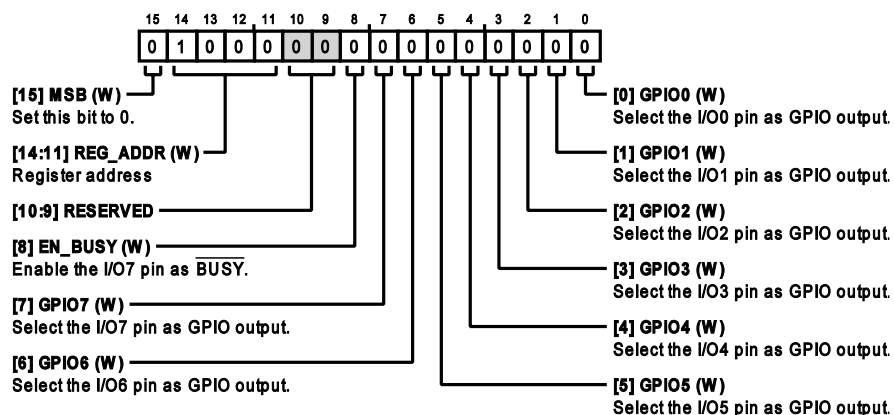 15 14 13 12 11 10 9 8 7 6 5 4 3 2 1 0
0 1 0 0 0 0 0 0 0 0 0 0 0 0 0 0
[15] MSB (W)
Set this bit to 0.
[14:11] REG_ADDR (W)
Register address
[10:9] RESERVED
[8] EN_BUSY (W)
Enable the I/O7 pin as BUSY.
[7] GPIO7 (W)
Select the I/O7 pin as GPIO output.
[6] GPIO6 (W)
Select the I/O6 pin as GPIO output.
[0] GPIO0 (W)
Select the I/O0 pin as GPIO output.
[1] GPIO1 (W)
Select the I/O1 pin as GPIO output.
[2] GPIO2 (W)
Select the I/O2 pin as GPIO output.
[3] GPIO3 (W)
Select the I/O3 pin as GPIO output.
[4] GPIO4 (W)
Select the I/O4 pin as GPIO output.
[5] GPIO5 (W)
Select the I/O5 pin as GPIO output.